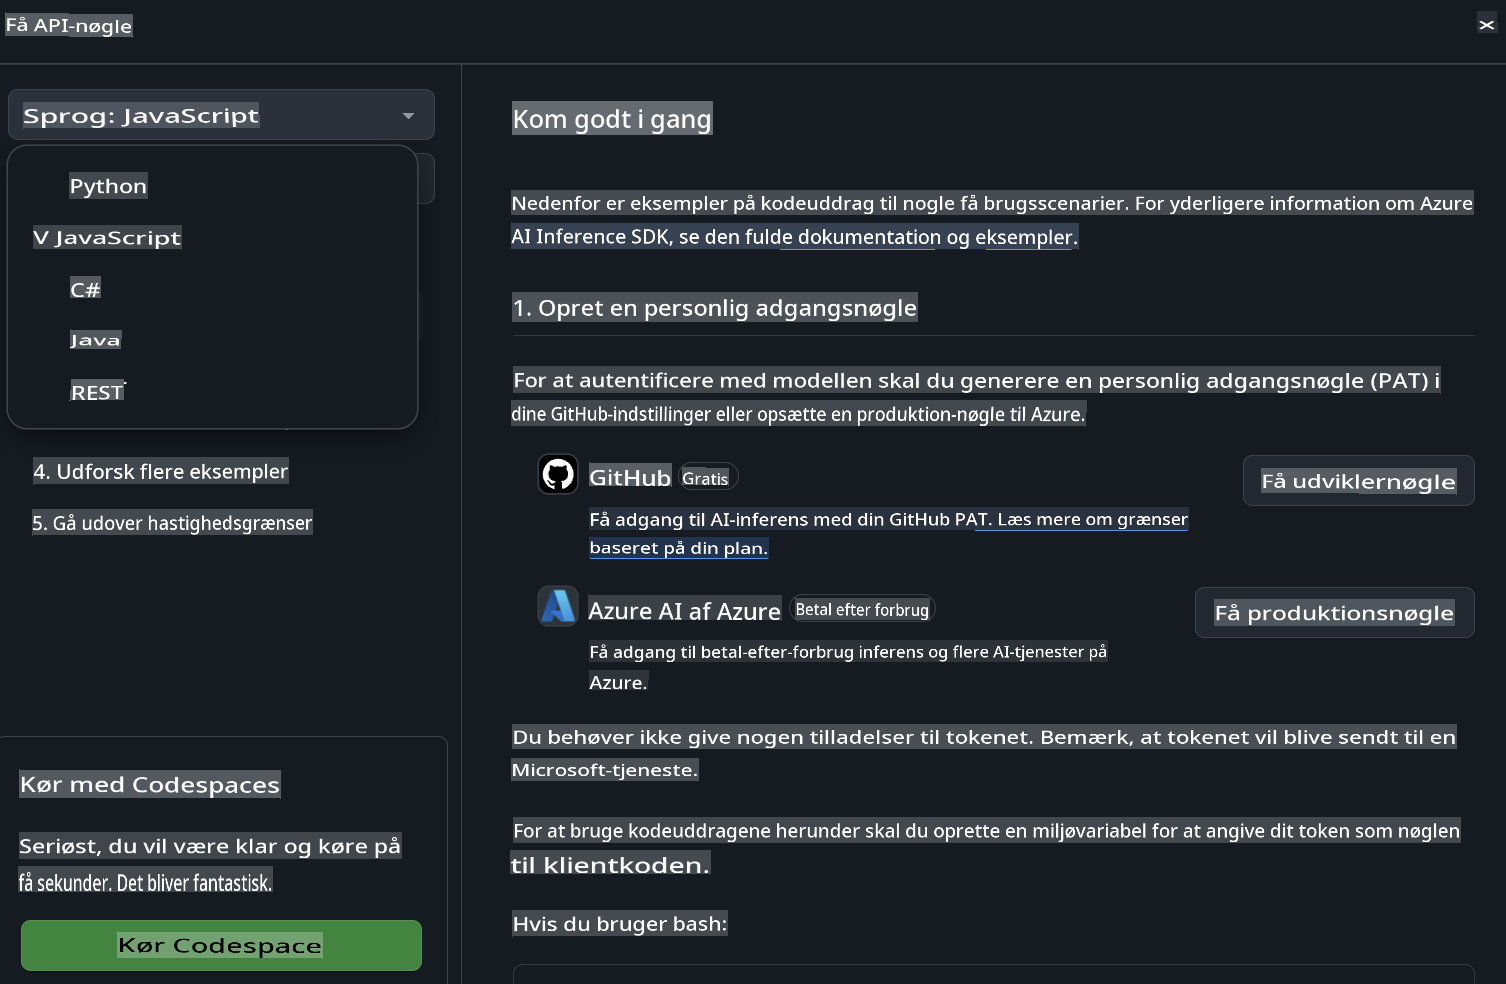 Få API-nøgle
Sprog: JavaScript
Python
V JavaScript
C#
Java
REST
4. Udforsk flere eksempler
5. Gå udover hastighedsgrænser
Kør med Codespaces
Seriøst, du vil være klar og køre på
få sekunder. Det bliver fantastisk.
Kør Codespace
Kom godt i gang
Nedenfor er eksempler på kodeuddrag til nogle få brugsscenarier. For yderligere information om Azure
AI Inference SDK, se den fulde dokumentation og eksempler.
1. Opret en personlig adgangsnøgle
For at autentificere med modellen skal du generere en personlig adgangsnøgle (PAT) i
dine GitHub-indstillinger eller opsætte en produktion-nøgle til Azure.
GitHub Gratis
Få udviklernøgle
Få adgang til AI-inferens med din GitHub PAT. Læs mere om grænser
baseret på din plan.
Azure AI af Azure Betal efter forbrug
Få produktionsnøgle
Få adgang til betal-efter-forbrug inferens og flere AI-tjenester på
Azure.
Du behøver ikke give nogen tilladelser til tokenet. Bemærk, at tokenet vil blive sendt til en
Microsoft-tjeneste.
For at bruge kodeuddragene herunder skal du oprette en miljøvariabel for at angive dit token som nøglen
til klientkoden.
Hvis du bruger bash: